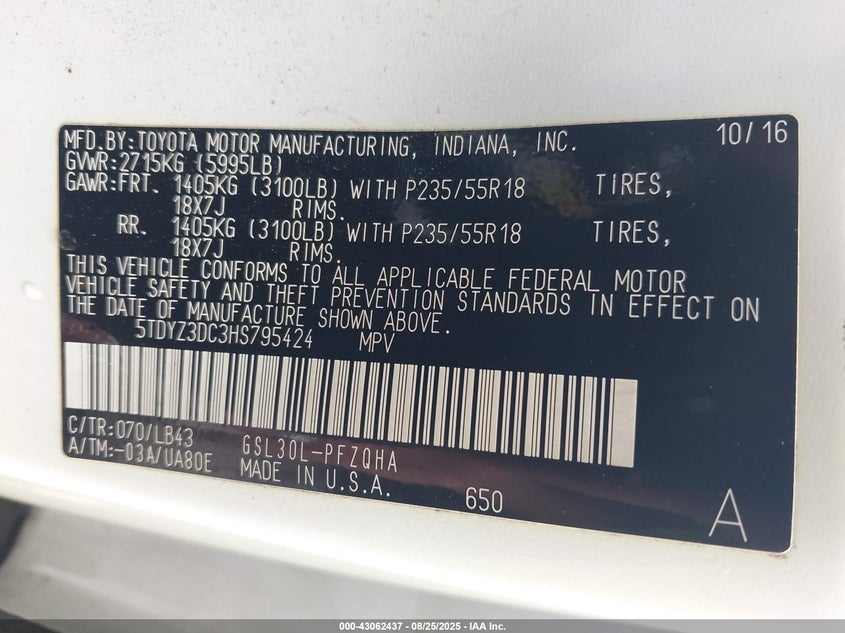 MFD.BY:TOYOTA MOTOR MANUFACTURING, INDIANA, INC. 10/16
GVWR:2715KG (5995LB)
GAWR:FRT. 1405KG (3100LB) WITH P235/55R18 TIRES,
18X7J RIMS.
RR. 1405KG (3100LB) WITH P235/55R18 TIRES,
18X7J RIMS.
THIS VEHICLE CONFORMS TO ALL APPLICABLE FEDERAL MOTOR
VEHICLE SAFETY AND THEFT PREVENTION STANDARDS IN EFFECT ON
THE DATE OF MANUFACTURE SHOWN ABOVE.
5TDYZ3DC3HS795424 MPV
C/TR:070/LB43 GSL30L-PFZQHA
A/TM:-03A/UA80E MADE IN U.S.A. 650 A
000-43062437 - 08/25/2025 - IAA Inc.